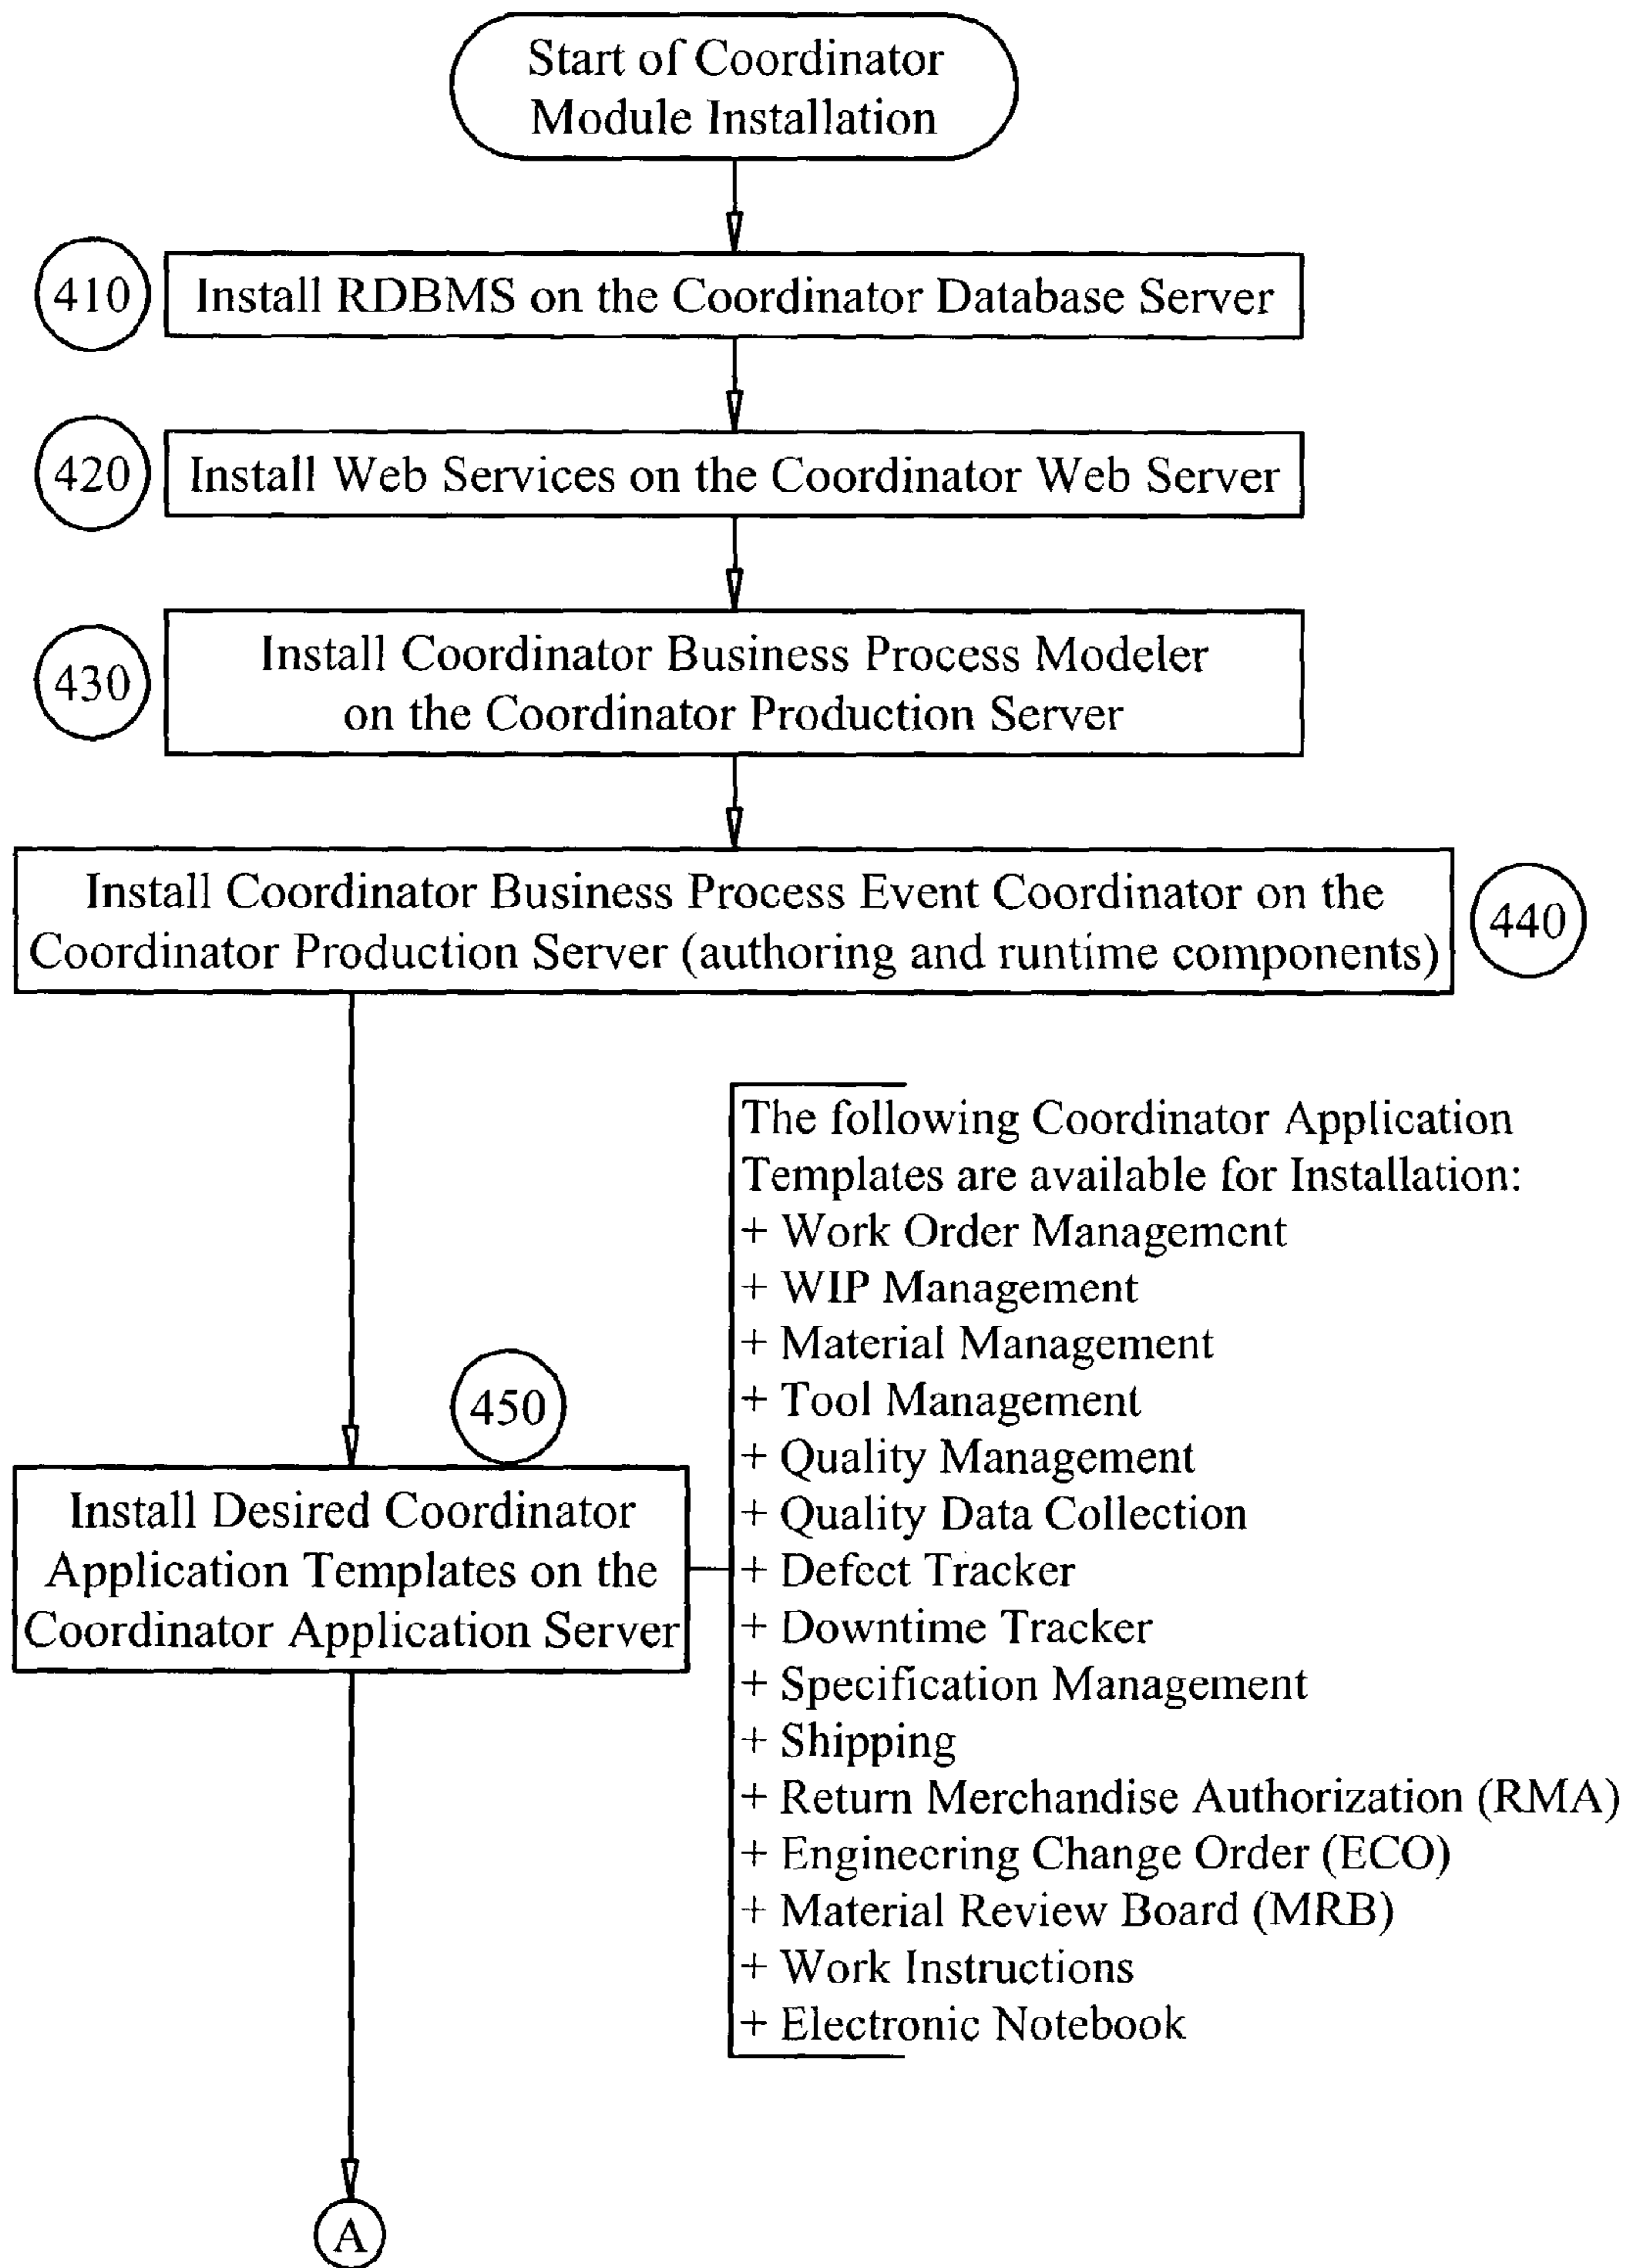 Start of Coordinator
Module Installation
410
Install RDBMS on the Coordinator Database Server
420
Install Web Services on the Coordinator Web Server
430
Install Coordinator Business Process Modeler
on the Coordinator Production Server
Install Coordinator Business Process Event Coordinator on the
Coordinator Production Server (authoring and runtime components)
440
450
Install Desired Coordinator
Application Templates on the
Coordinator Application Server
The following Coordinator Application
Templates are available for Installation:
+ Work Order Management
+ WIP Management
+ Material Management
+ Tool Management
+ Quality Management
+ Quality Data Collection
+ Defect Tracker
+ Downtime Tracker
+ Specification Management
+ Shipping
+ Return Merchandise Authorization (RMA)
+ Engineering Change Order (ECO)
+ Material Review Board (MRB)
+ Work Instructions
+ Electronic Notebook
A